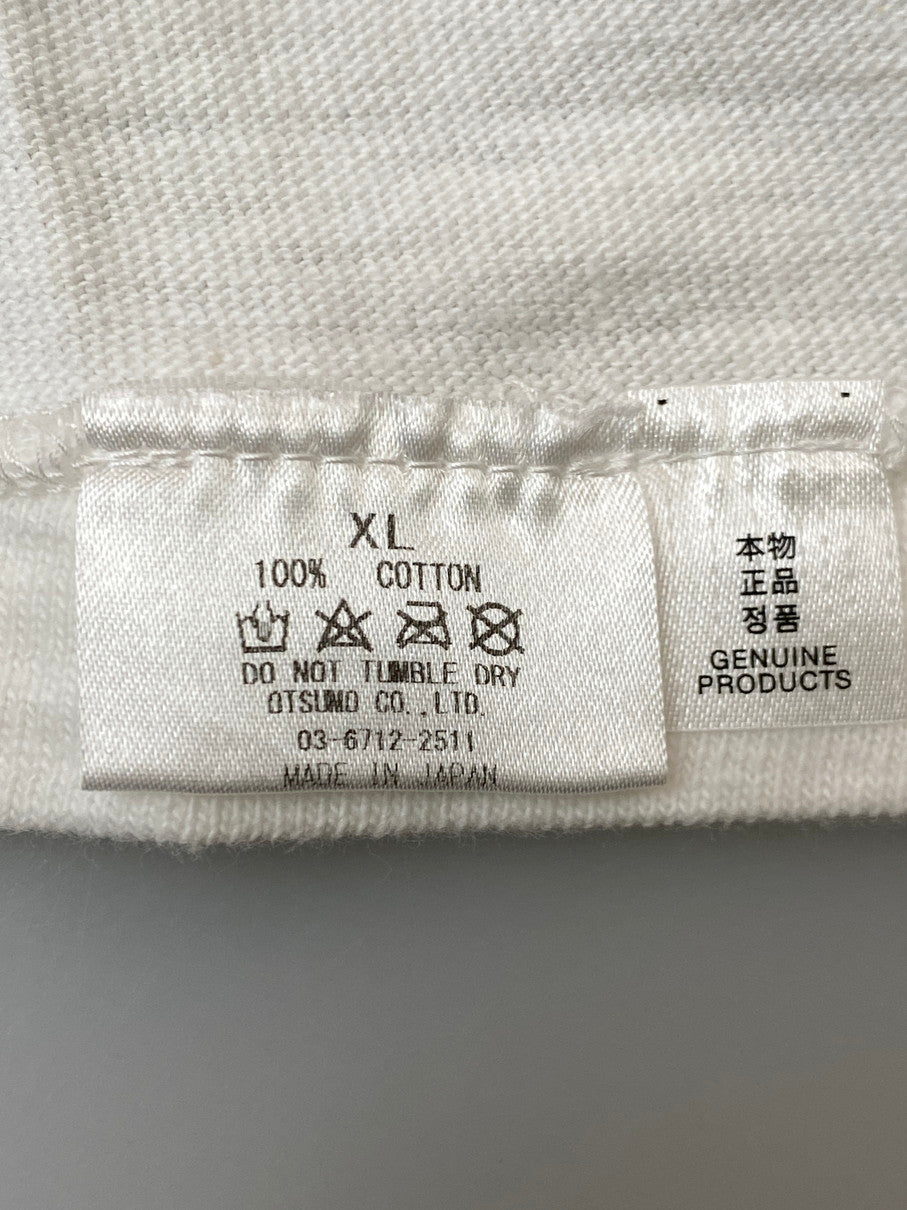 XL
100% COTTON
DO NOT TUMBLE DRY
OTSUMO CO.,LTD.
03-6712-2511
MADE IN JAPAN
本物
正品
정품
GENUINE
PRODUCTS